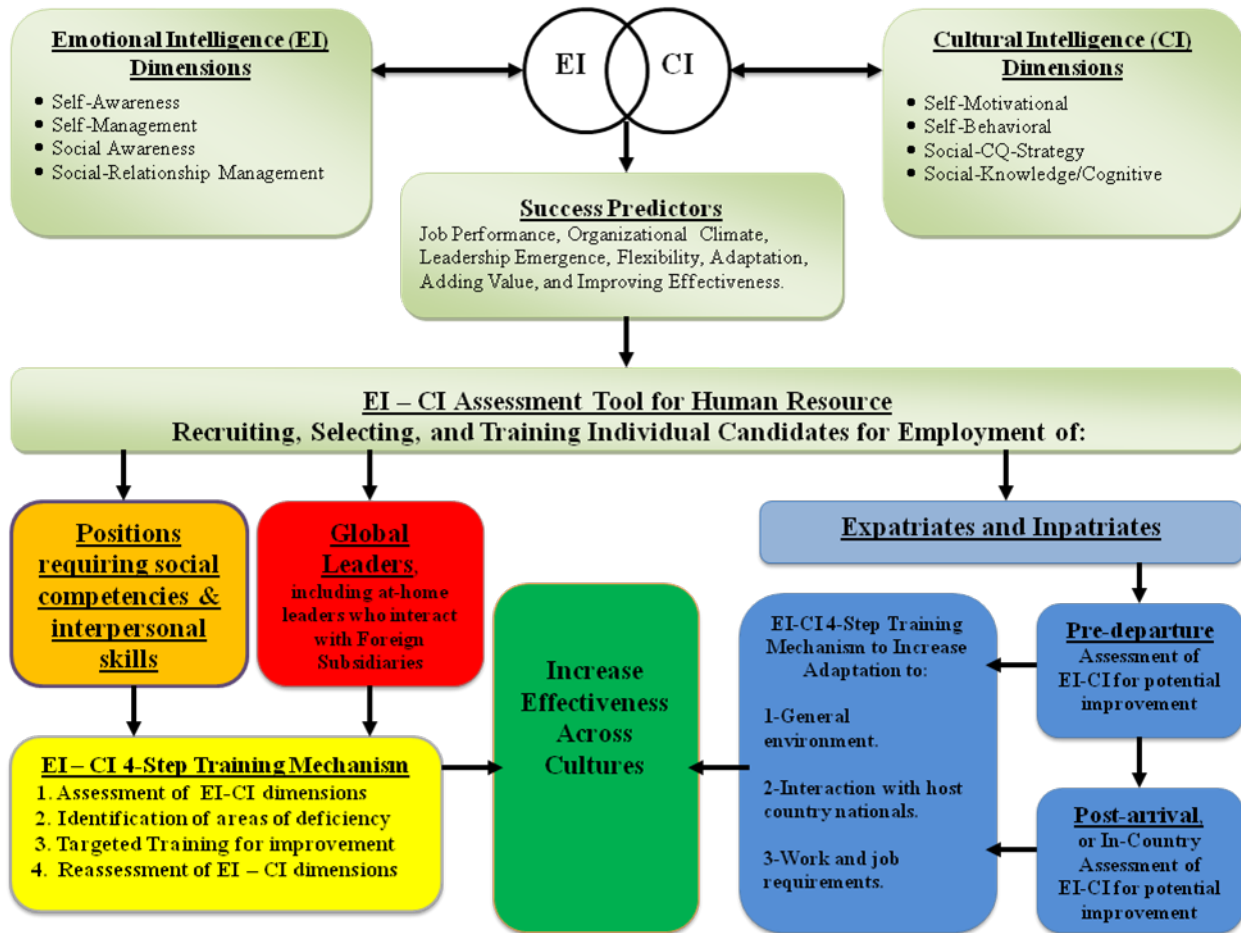 Emotional Intelligence (EI)
Dimensions
• Self-Awareness
• Self-Management
• Social Awareness
• Social-Relationship Management
EI
CI
Cultural Intelligence (CI)
Dimensions
• Self-Motivational
• Self-Behavioral
• Social-CQ-Strategy
• Social-Knowledge/Cognitive
Success Predictors
Job Performance, Organizational Climate,
Leadership Emergence, Flexibility, Adaptation,
Adding Value, and Improving Effectiveness.
EI – CI Assessment Tool for Human Resource
Recruiting, Selecting, and Training Individual Candidates for Employment of:
Positions
requiring social
competencies &
interpersonal
skills
Global
Leaders,
including at-home
leaders who interact
with Foreign
Subsidiaries
Expatriates and Inpatriates
EI – CI 4-Step Training Mechanism
1. Assessment of EI-CI dimensions
2. Identification of areas of deficiency
3. Targeted Training for improvement
4. Reassessment of EI – CI dimensions
Increase
Effectiveness
Across
Cultures
EI-CI 4-Step Training
Mechanism to Increase
Adaptation to:
1-General
environment.
2-Interaction with host
country nationals.
3-Work and job
requirements.
Pre-departure
Assessment of
EI-CI for potential
improvement
Post-arrival,
or In-Country
Assessment of
EI-CI for potential
improvement